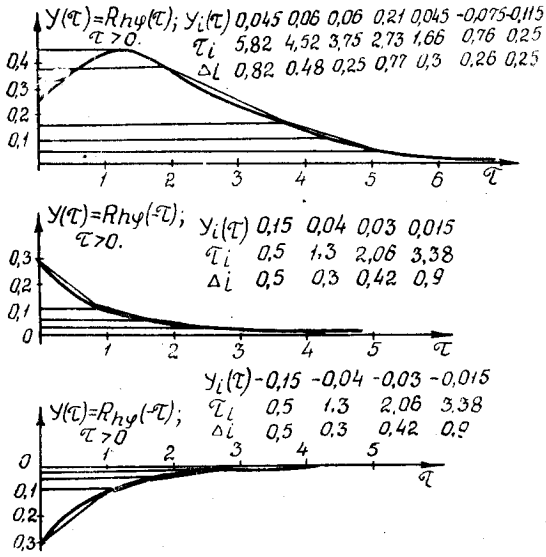 Y(τ)=Rhφ(τ); Yi(τ) 0,045 0,06 0,06 0,21 0,045 -0,075 -0,115
τ>0. τi 5,82 4,52 3,75 2,73 1,66 0,76 0,25
Δi 0,82 0.48 0,25 0,77 0,3 0,26 0,25
0,4
0,3
0,2
0,1
1 2 3 4 5 6 τ
Y(τ)=Rhφ(-τ); Yi(τ) 0,15 0,04 0,03 0,015
τ>0. τi 0,5 1.3 2,06 3,38
Δi 0,5 0,3 0,42 0,9
0,3
0,1
0 1 2 3 4 5 τ
Yi(τ) -0,15 -0,04 -0,03 -0,015
Y(τ)=Rhφ(-τ); τi 0,5 1.3 2,06 3,38
τ>0 Δi 0,5 0,3 0,42 0,9
0 1 2 3 4 5 τ
0,1
0.2
0,3